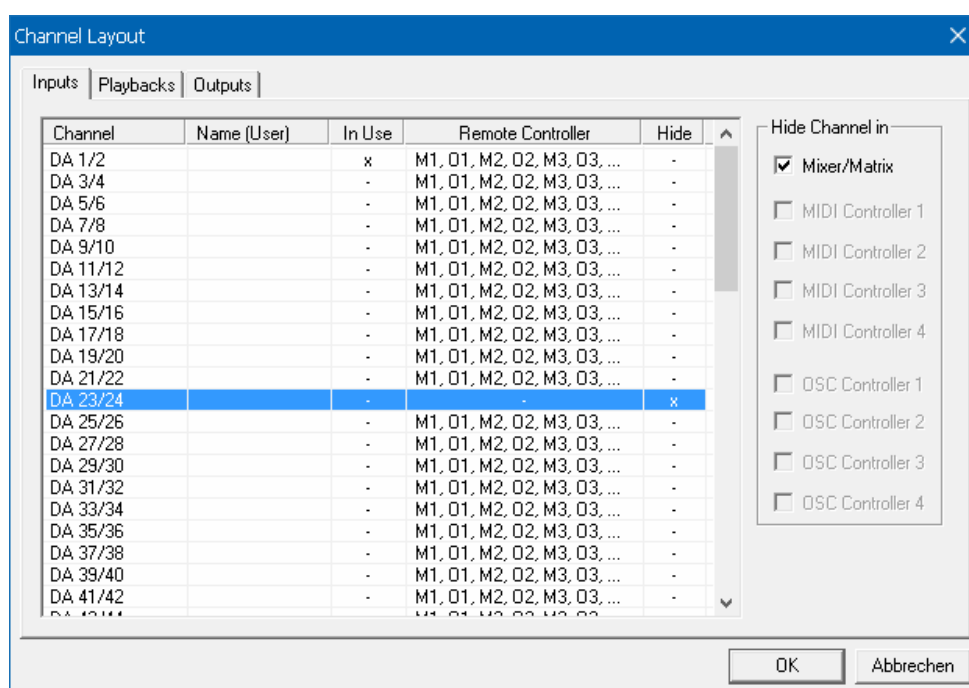 Channel Layout
Inputs Playbacks Outputs
Channel Name (User) In Use Remote Controller Hide
DA 1/2 x M1, O1, M2, O2, M3, O3, ... -
DA 3/4 - M1, O1, M2, O2, M3, O3, ... -
DA 5/6 - M1, O1, M2, O2, M3, O3, ... -
DA 7/8 - M1, O1, M2, O2, M3, O3, ... -
DA 9/10 - M1, O1, M2, O2, M3, O3, ... -
DA 11/12 - M1, O1, M2, O2, M3, O3, ... -
DA 13/14 - M1, O1, M2, O2, M3, O3, ... -
DA 15/16 - M1, O1, M2, O2, M3, O3, ... -
DA 17/18 - M1, O1, M2, O2, M3, O3, ... -
DA 19/20 - M1, O1, M2, O2, M3, O3, ... -
DA 21/22 - M1, O1, M2, O2, M3, O3, ... -
DA 23/24 - - x
DA 25/26 - M1, O1, M2, O2, M3, O3, ... -
DA 27/28 - M1, O1, M2, O2, M3, O3, ... -
DA 29/30 - M1, O1, M2, O2, M3, O3, ... -
DA 31/32 - M1, O1, M2, O2, M3, O3, ... -
DA 33/34 - M1, O1, M2, O2, M3, O3, ... -
DA 35/36 - M1, O1, M2, O2, M3, O3, ... -
DA 37/38 - M1, O1, M2, O2, M3, O3, ... -
DA 39/40 - M1, O1, M2, O2, M3, O3, ... -
DA 41/42 - M1, O1, M2, O2, M3, O3, ... -
Hide Channel in
Mixer/Matrix
MIDI Controller 1
MIDI Controller 2
MIDI Controller 3
MIDI Controller 4
OSC Controller 1
OSC Controller 2
OSC Controller 3
OSC Controller 4
OK Abbrechen